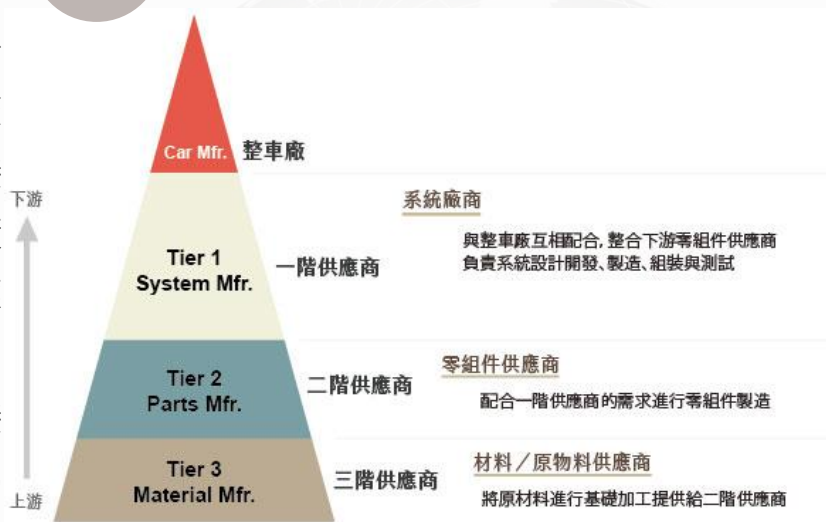 Car Mfr.
整車廠
下游
系統廠商
與整車廠互相配合, 整合下游零組件供應商
負責系統設計開發、製造、組裝與測試
Tier 1
System Mfr.
一階供應商
零組件供應商
Tier 2
Parts Mfr.
二階供應商
配合一階供應商的需求進行零組件製造
材料／原物料供應商
Tier 3
Material Mfr.
三階供應商
將原材料進行基礎加工提供給二階供應商
上游